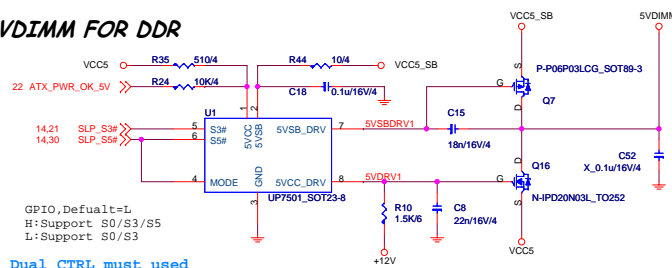 VDIMM FOR DDR
VCC5_SB
5VDIMM
VCC5
R35
510/4
R44
10/4
VCC5_SB
P-P06P03LCG_SOT89-3
22 ATX_PWR_OK_5V
R24
10K/4
C18
0.1u/16V/4
S
G
D
Q7
U1
1
2
5VCC
5VSB
14,21 SLP_S3#
5
S3#
5VSB_DRV
7
5VSBDRV1
C15
14,30 SLP_S5#
6
S5#
18n/16V/4
D
Q16
C52
X_0.1u/16V/4
4
MODE
GND
5VCC_DRV
8
5VDRV1
G
S
3
UP7501_SOT23-8
R10
1.5K/6
C8
22n/16V/4
N-IPD20N03L_TO252
GPIO,Defualt=L
H:Support S0/S3/S5
L:Support S0/S3
VCC5
+12V
Dual CTRL must used